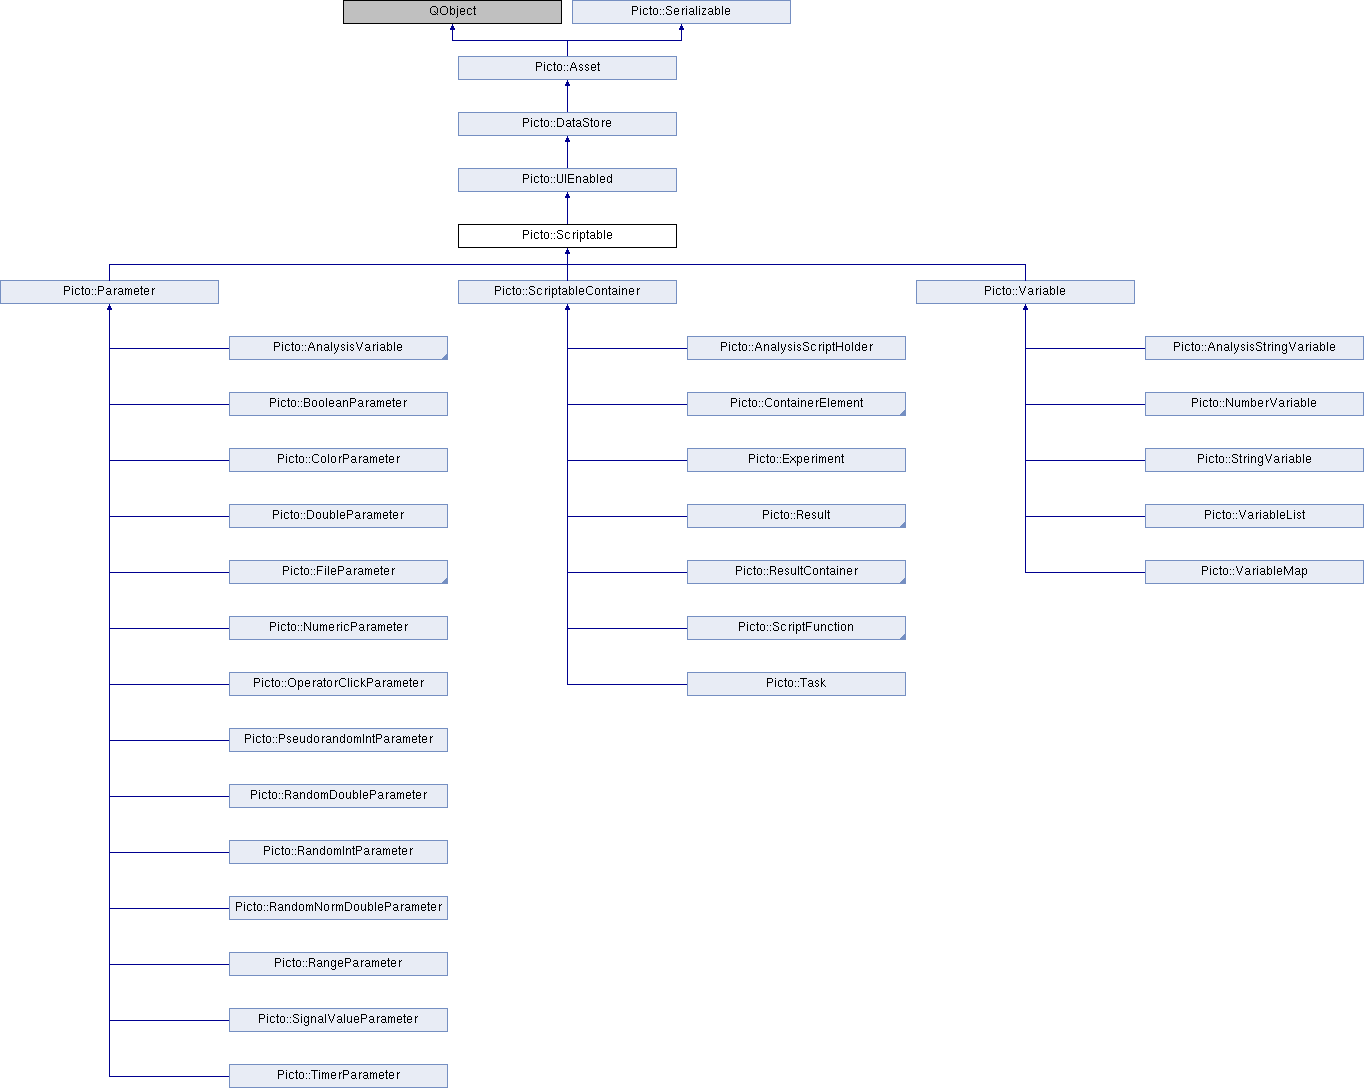 QObject
Picto::Serializable
Picto::Asset
Picto::DataStore
Picto::UIEnabled
Picto::Scriptable
Picto::Parameter
Picto::ScriptableContainer
Picto::Variable
Picto::AnalysisVariable
Picto::AnalysisScriptHolder
Picto::AnalysisStringVariable
Picto::BooleanParameter
Picto::ContainerElement
Picto::NumberVariable
Picto::ColorParameter
Picto::Experiment
Picto::StringVariable
Picto::DoubleParameter
Picto::Result
Picto::VariableList
Picto::FileParameter
Picto::ResultContainer
Picto::VariableMap
Picto::NumericParameter
Picto::ScriptFunction
Picto::OperatorClickParameter
Picto::Task
Picto::PseudorandomIntParameter
Picto::RandomDoubleParameter
Picto::RandomIntParameter
Picto::RandomNormDoubleParameter
Picto::RangeParameter
Picto::SignalValueParameter
Picto::TimerParameter